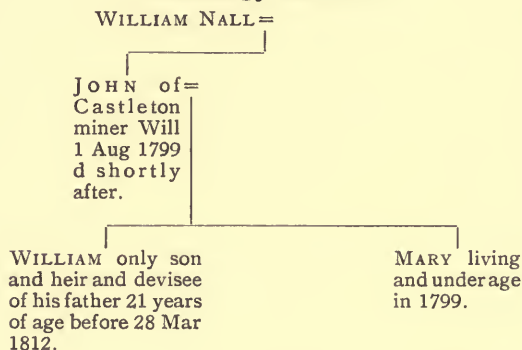 WILLIAM NALL=
JOHN of=
Castleton
miner Will
1 Aug 1799
d shortly
after.
WILLIAM only son
and heir and devisee
of his father 21 years
of age before 28 Mar
1812.
MARY living
and under age
in 1799.